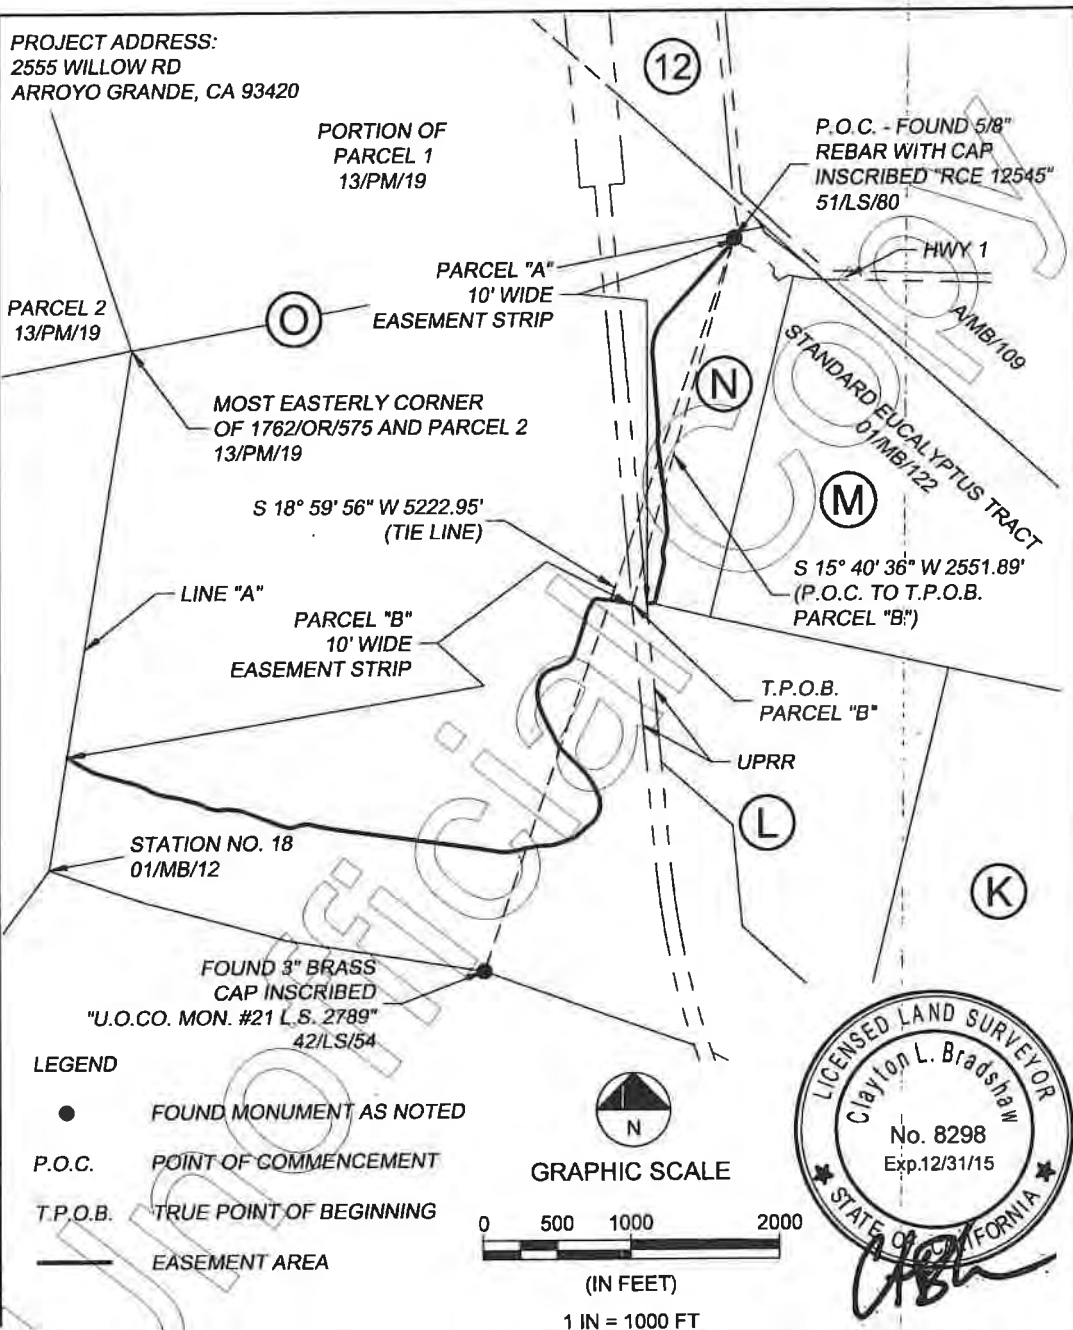 PROJECT ADDRESS:
2555 WILLOW RD
ARROYO GRANDE, CA 93420
12
PORTION OF
PARCEL 1
13/PM/19
P.O.C. - FOUND 5/8"
REBAR WITH CAP
INSCRIBED "RCE 12545"
51/LS/80
HWY 1
PARCEL "A"
10' WIDE
EASEMENT STRIP
PARCEL 2
13/PM/19
O
A/MB/109
STANDARD EUCALYPTUS TRACT
01/MB/122
N
MOST EASTERLY CORNER
OF 1762/OR/575 AND PARCEL 2
13/PM/19
M
S 18° 59' 56" W 5222.95'
(TIE LINE)
S 15° 40' 36" W 2551.89'
(P.O.C. TO T.P.O.B.
PARCEL "B")
LINE "A"
PARCEL "B"
10' WIDE
EASEMENT STRIP
T.P.O.B.
PARCEL "B"
UPRR
L
STATION NO. 18
01/MB/12
K
FOUND 3" BRASS
CAP INSCRIBED
"U.O.CO. MON. #21 L.S. 2789"
42/LS/54
LEGEND
FOUND MONUMENT AS NOTED
P.O.C. POINT OF COMMENCEMENT
T.P.O.B. TRUE POINT OF BEGINNING
EASEMENT AREA
N
GRAPHIC SCALE
0 500 1000 2000
(IN FEET)
1 IN = 1000 FT
LICENSED LAND SURVEYOR
Clayton L. Bradshaw
No. 8298
Exp.12/31/15
STATE OF CALIFORNIA
Unofficial Copy